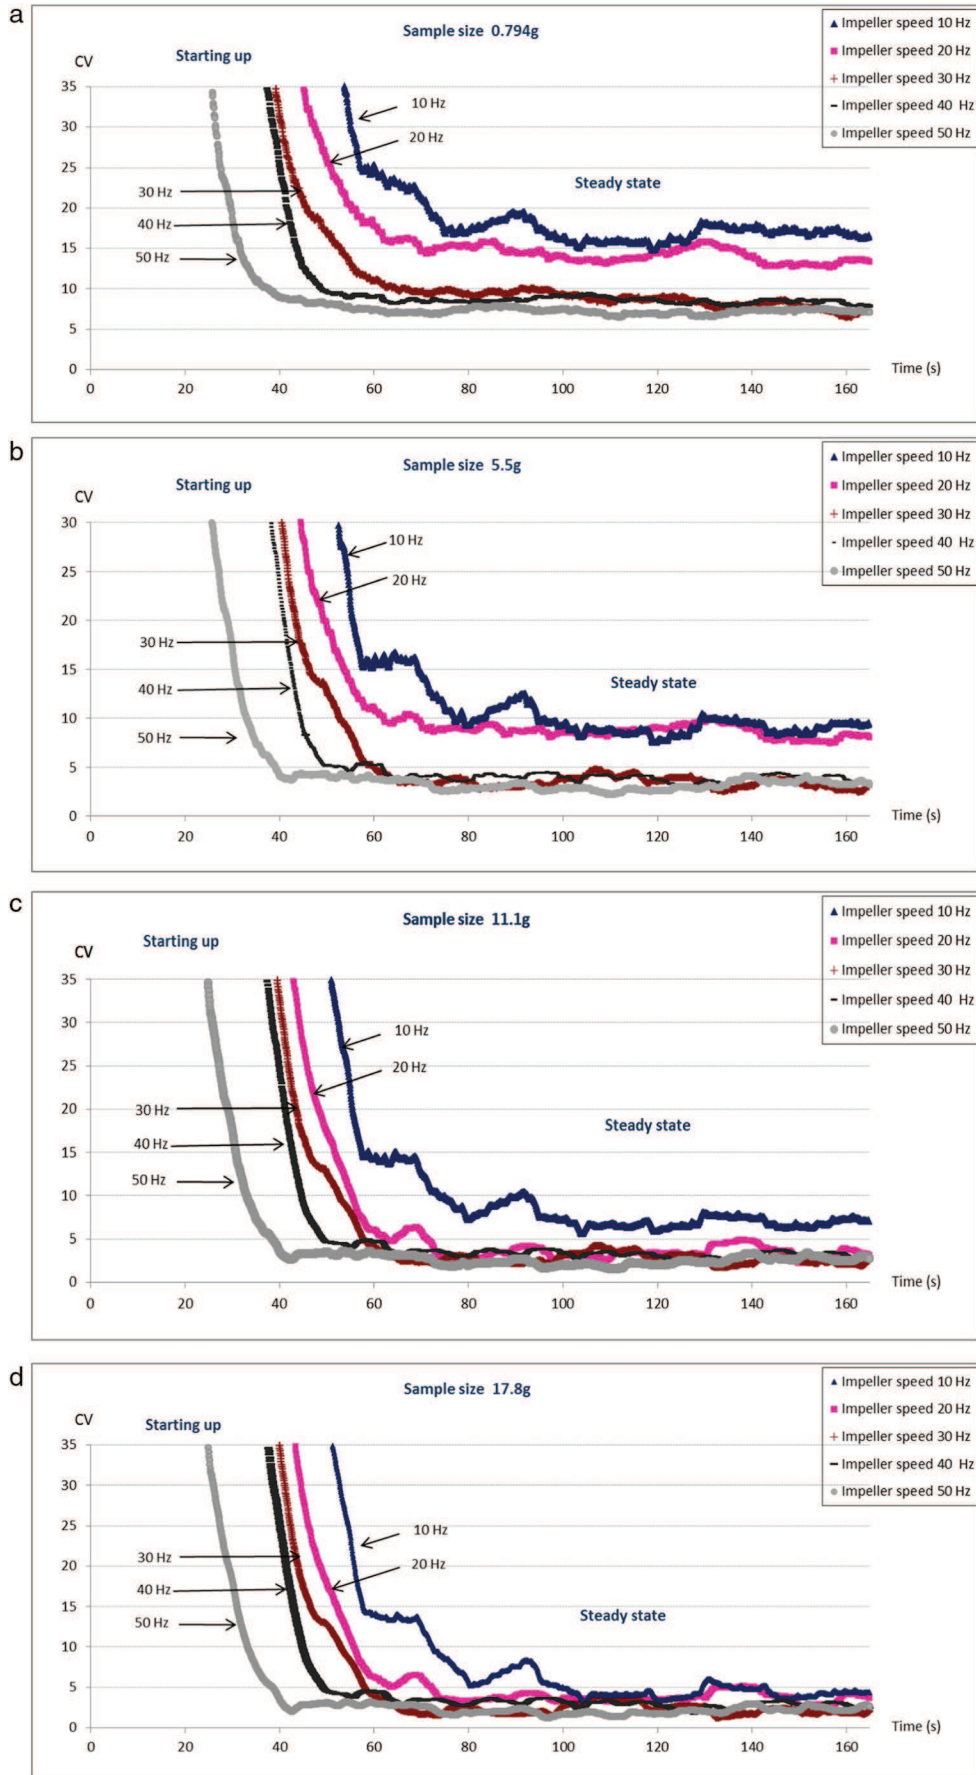 a
Sample size 0.794g
Starting up
CV
Impeller speed 10 Hz
Impeller speed 20 Hz
Impeller speed 30 Hz
Impeller speed 40 Hz
Impeller speed 50 Hz
35
30
25
20
15
10
5
0
10 Hz
20 Hz
30 Hz
40 Hz
50 Hz
Steady state
Time (s)
0 20 40 60 80 100 120 140 160
b
Sample size 5.5g
Starting up
CV
Impeller speed 10 Hz
Impeller speed 20 Hz
Impeller speed 30 Hz
Impeller speed 40 Hz
Impeller speed 50 Hz
30
25
20
15
10
5
0
10 Hz
20 Hz
30 Hz
40 Hz
50 Hz
Steady state
Time (s)
0 20 40 60 80 100 120 140 160
c
Sample size 11.1g
Starting up
CV
Impeller speed 10 Hz
Impeller speed 20 Hz
Impeller speed 30 Hz
Impeller speed 40 Hz
Impeller speed 50 Hz
35
30
25
20
15
10
5
0
10 Hz
20 Hz
30 Hz
40 Hz
50 Hz
Steady state
Time (s)
0 20 40 60 80 100 120 140 160
d
Sample size 17.8g
Starting up
CV
Impeller speed 10 Hz
Impeller speed 20 Hz
Impeller speed 30 Hz
Impeller speed 40 Hz
Impeller speed 50 Hz
35
30
25
20
15
10
5
0
10 Hz
20 Hz
30 Hz
40 Hz
50 Hz
Steady state
Time (s)
0 20 40 60 80 100 120 140 160